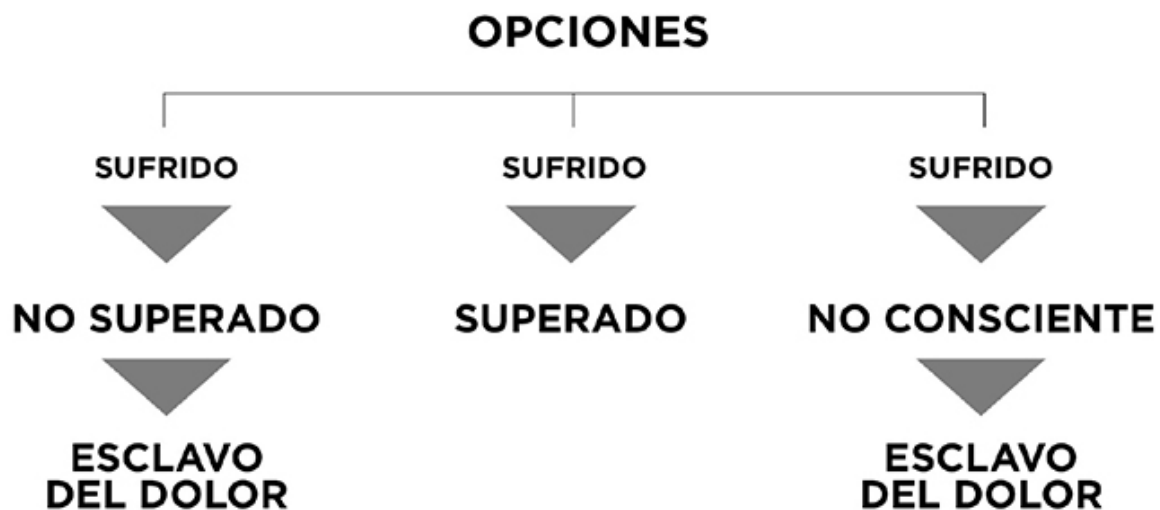 OPCIONES
SUFRIDO
SUFRIDO
SUFRIDO
NO SUPERADO
SUPERADO
NO CONSCIENTE
ESCLAVO
DEL DOLOR
ESCLAVO
DEL DOLOR